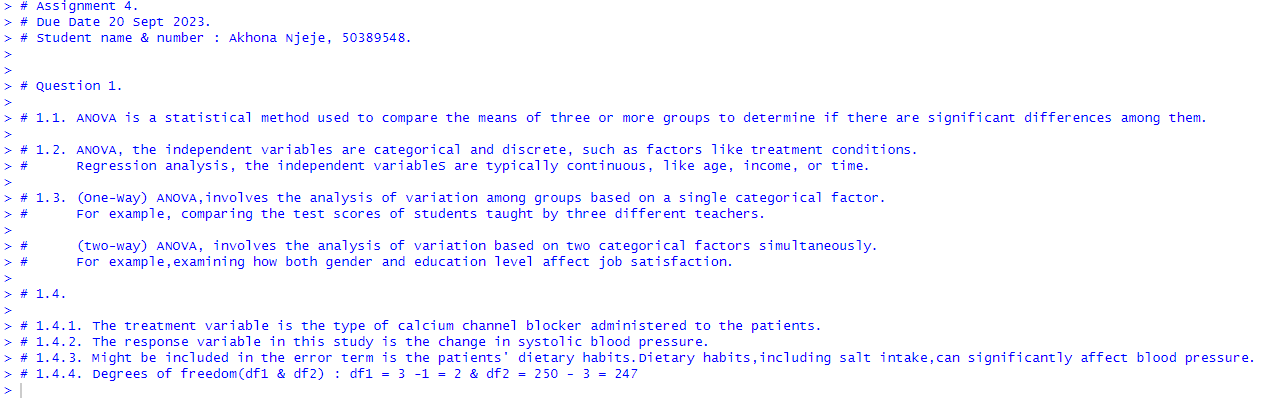 > # Assignment 4.
> # Due Date 20 Sept 2023.
> # Student name & number : Akhona Njeje, 50389548.
>
>
> # Question 1.
>
> # 1.1. ANOVA is a statistical method used to compare the means of three or more groups to determine if there are significant differences among them.
>
> # 1.2. ANOVA, the independent variables are categorical and discrete, such as factors like treatment conditions.
> #      Regression analysis, the independent variableS are typically continuous, like age, income, or time.
>
> # 1.3. (One-Way) ANOVA,involves the analysis of variation among groups based on a single categorical factor.
> #      For example, comparing the test scores of students taught by three different teachers.
>
> #      (two-way) ANOVA, involves the analysis of variation based on two categorical factors simultaneously.
> #      For example,examining how both gender and education level affect job satisfaction.
>
> # 1.4.
>
> # 1.4.1. The treatment variable is the type of calcium channel blocker administered to the patients.
> # 1.4.2. The response variable in this study is the change in systolic blood pressure.
> # 1.4.3. Might be included in the error term is the patients' dietary habits.Dietary habits,including salt intake,can significantly affect blood pressure.
> # 1.4.4. Degrees of freedom(df1 & df2) : df1 = 3 -1 = 2 & df2 = 250 - 3 = 247
>